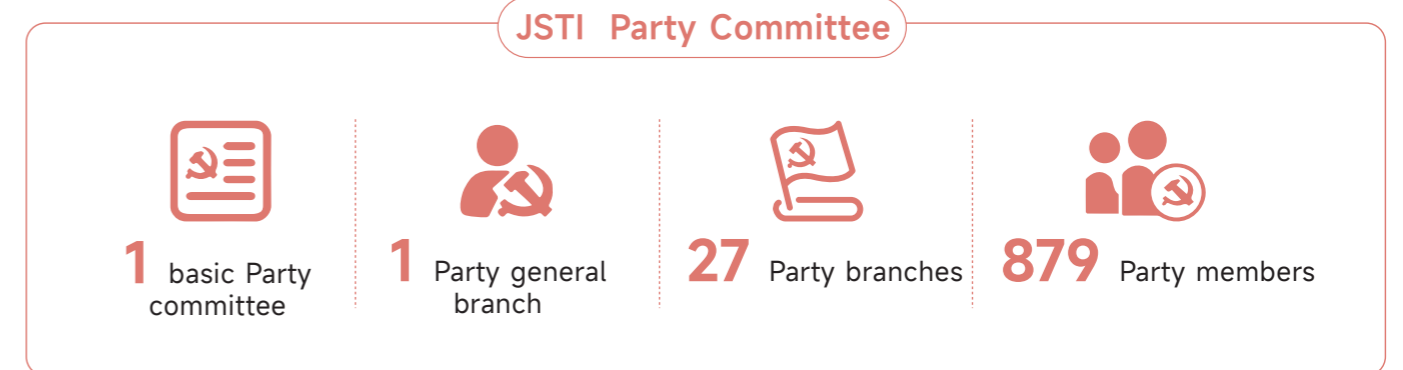 JSTI Party Committee
1 basic Party
committee
1 Party general
branch
27 Party branches
879 Party members